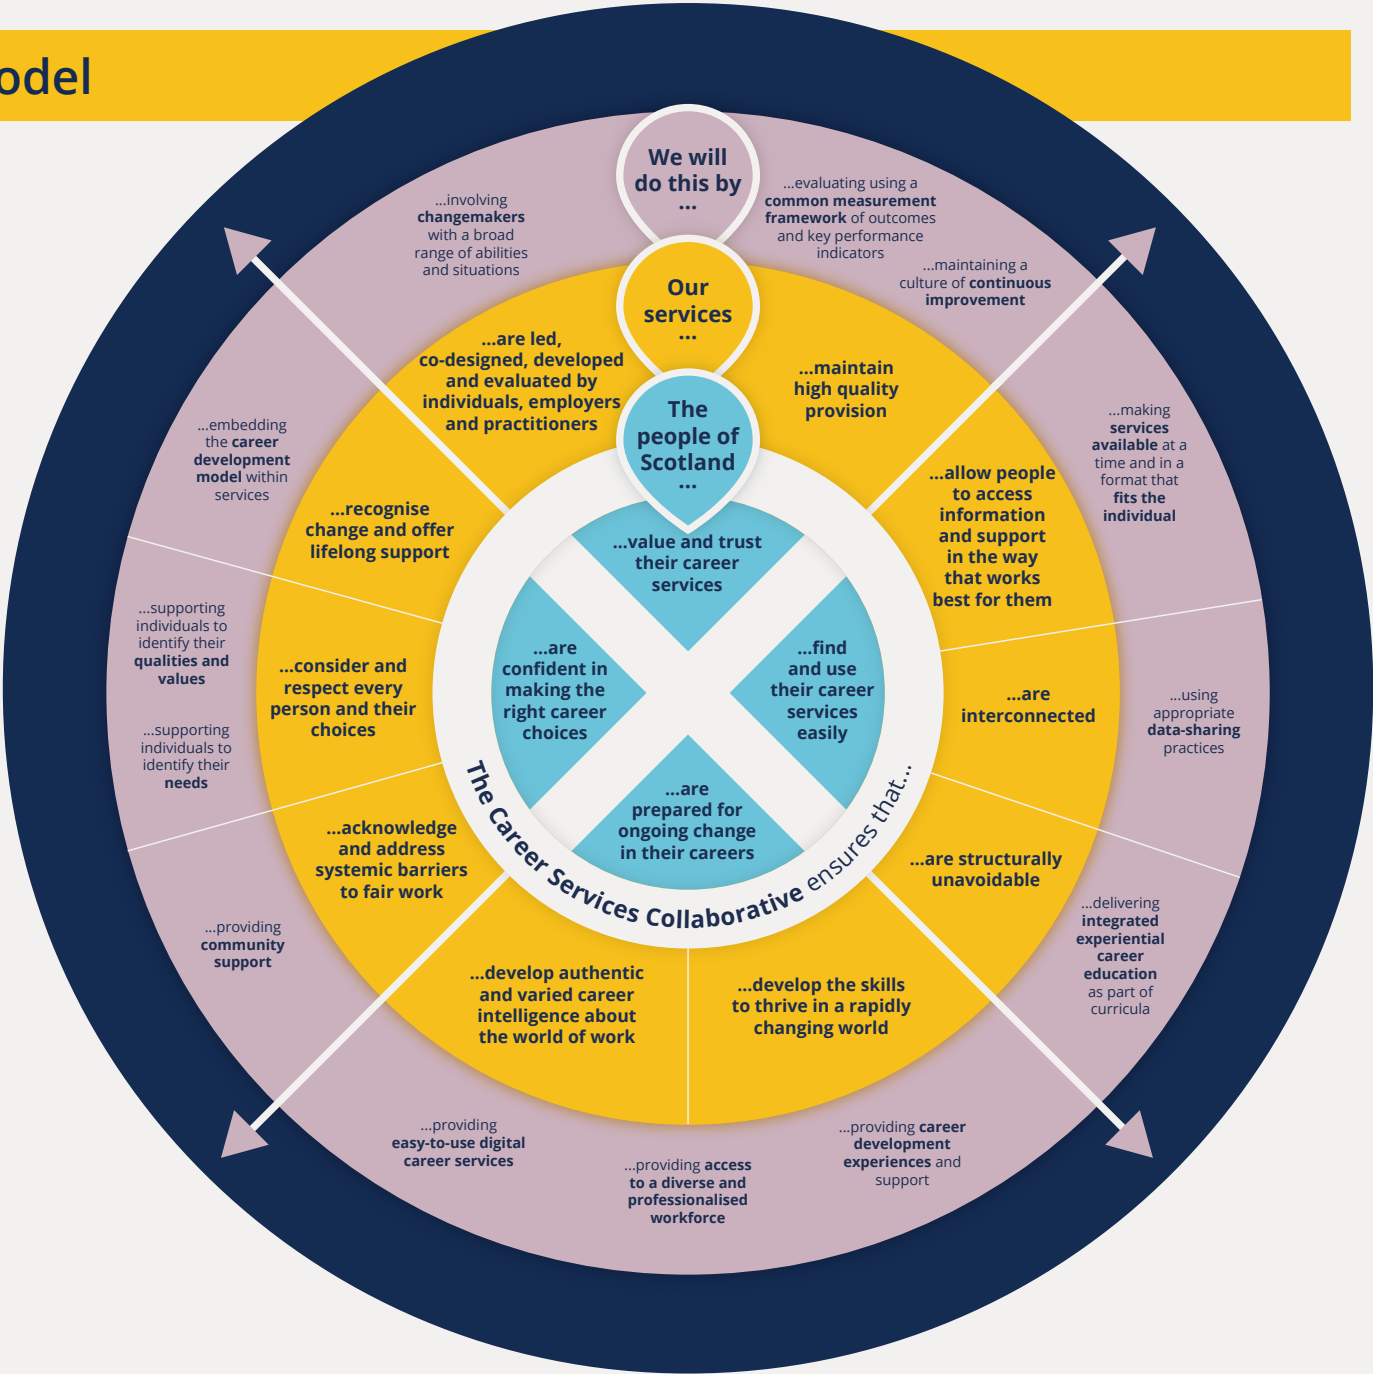 odel
We will
do this by
...
...evaluating using a
common measurement
framework of outcomes
and key performance
indicators
...maintaining a
culture of continuous
improvement
...making
services
available at a
time and in a
format that
fits the
individual
...using
appropriate
data-sharing
practices
...delivering
integrated
experiential
career
education
as part of
curricula
...providing career
development
experiences and
support
...providing access
to a diverse and
professionalised
workforce
...providing
easy-to-use digital
career services
...providing
community
support
...supporting
individuals to
identify their
needs
...supporting
individuals to
identify their
qualities and
values
...embedding
the career
development
model within
services
...involving
changemakers
with a broad
range of abilities
and situations
Our
services
...
...maintain
high quality
provision
...allow people
to access
information
and support
in the way
that works
best for them
...are
interconnected
...are structurally
unavoidable
...develop the skills
to thrive in a rapidly
changing world
...develop authentic
and varied career
intelligence about
the world of work
...acknowledge
and address
systemic barriers
to fair work
...consider and
respect every
person and their
choices
...recognise
change and offer
lifelong support
...are led,
co-designed, developed
and evaluated by
individuals, employers
and practitioners
The
people of
Scotland
...
...value and trust
their career
services
...find
and use
their career
services
easily
...are
prepared for
ongoing change
in their careers
...are
confident in
making the
right career
choices
The Career Services Collaborative ensures that...